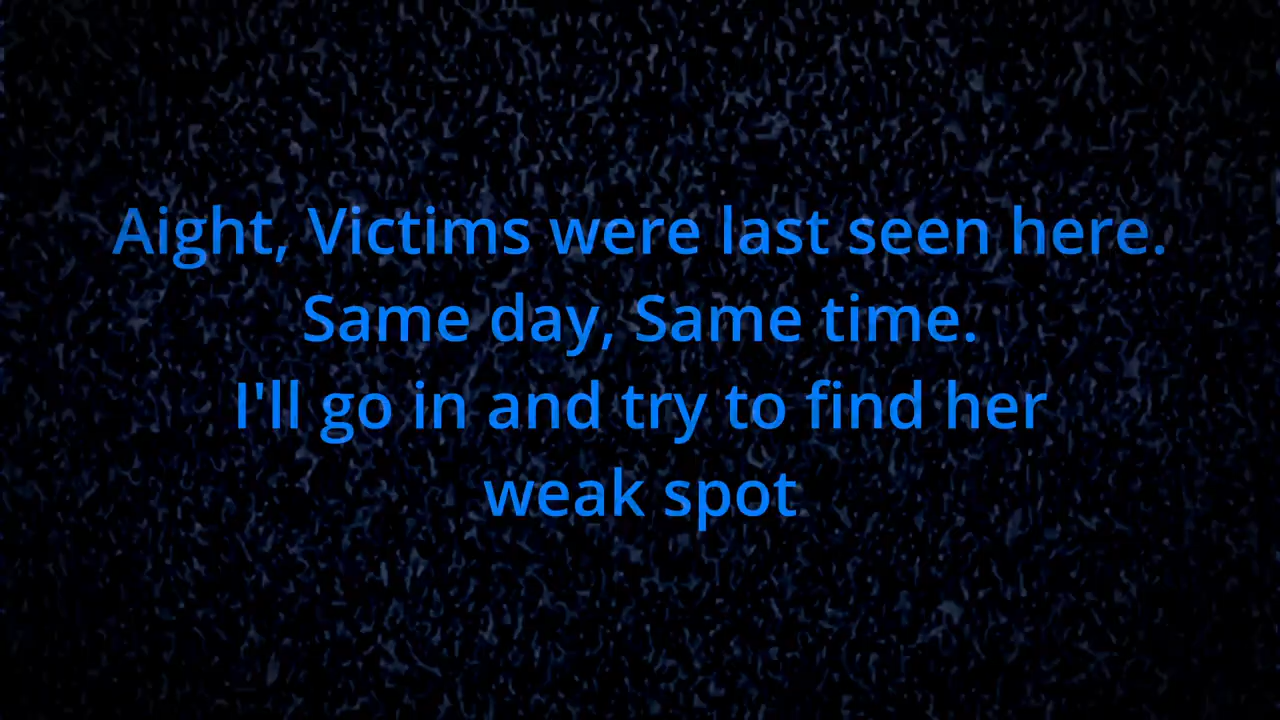 Aight, Victims were last seen here.
Same day, Same time.
I'll go in and try to find her
weak spot